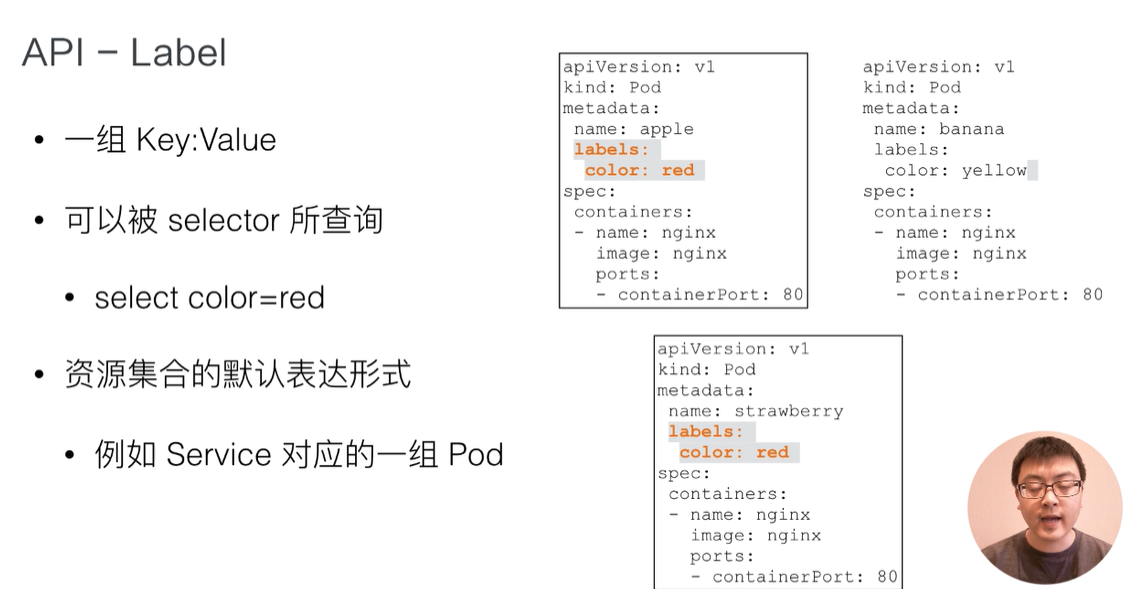 API – Label
• 一组 Key:Value
• 可以被 selector 所查询
• select color=red
• 资源集合的默认表达形式
• 例如 Service 对应的一组 Pod
apiVersion: v1
kind: Pod
metadata:
 name: apple
 labels:
  color: red
spec:
 containers:
 - name: nginx
   image: nginx
   ports:
   - containerPort: 80
apiVersion: v1
kind: Pod
metadata:
 name: banana
 labels:
  color: yellow
spec:
 containers:
 - name: nginx
   image: nginx
   ports:
   - containerPort: 80
apiVersion: v1
kind: Pod
metadata:
 name: strawberry
 labels:
  color: red
spec:
 containers:
 - name: nginx
   image: nginx
   ports:
   - containerPort: 80